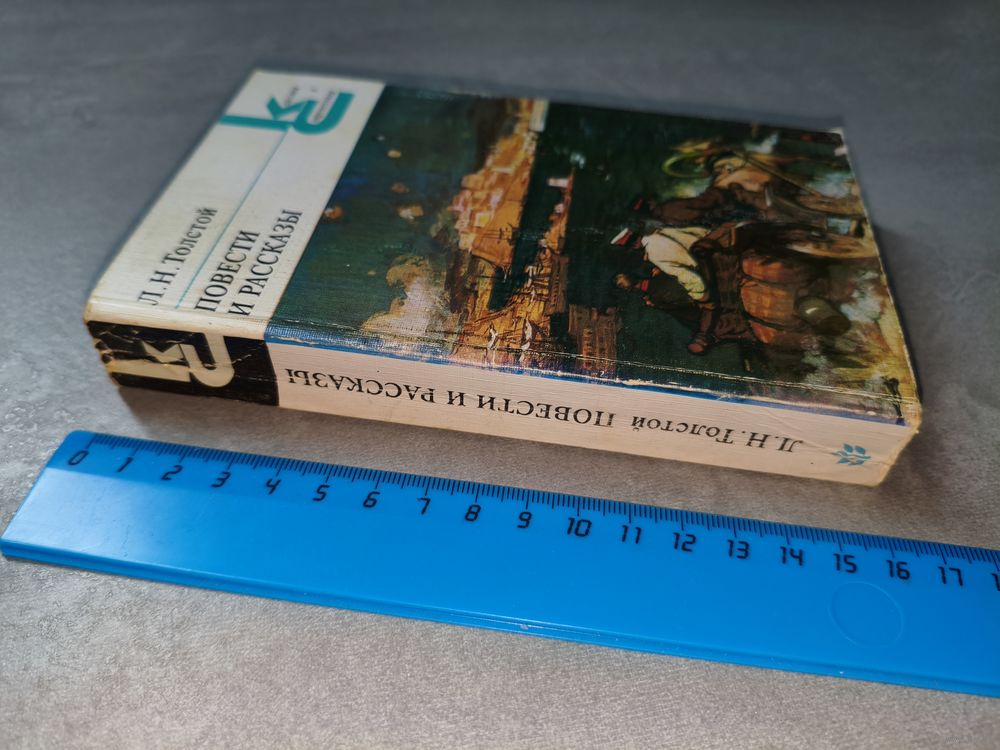 Л. Н. Толстой
ПОВЕСТИ
И РАССКАЗЫ
Л. Н. Толстой ПОВЕСТИ И РАССКАЗЫ
0 1 2 3 4 5 6 7 8 9 10 11 12 13 14 15 16 17